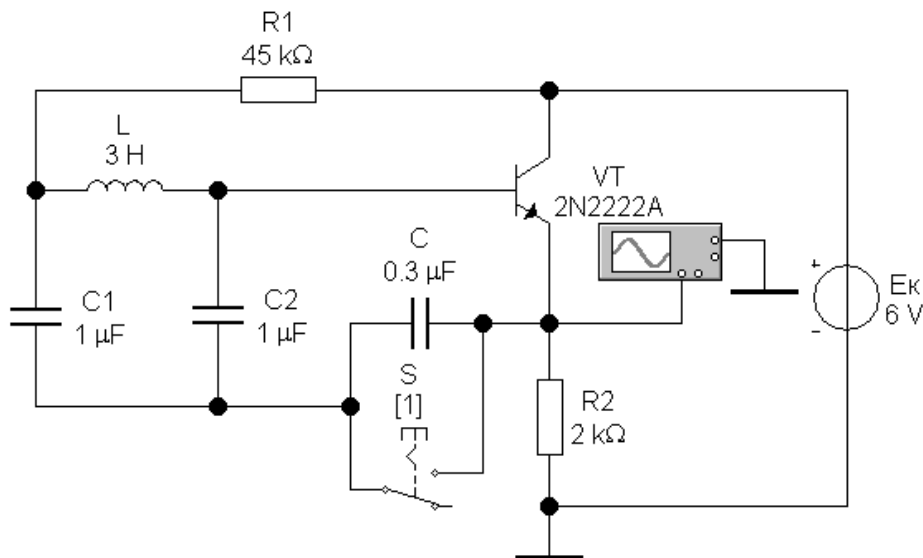 R1
45 kΩ
L
3 H
VT
2N2222A
C
0.3 µF
C1
1 µF
C2
1 µF
S
[1]
R2
2 kΩ
+
Eк
6 V
−